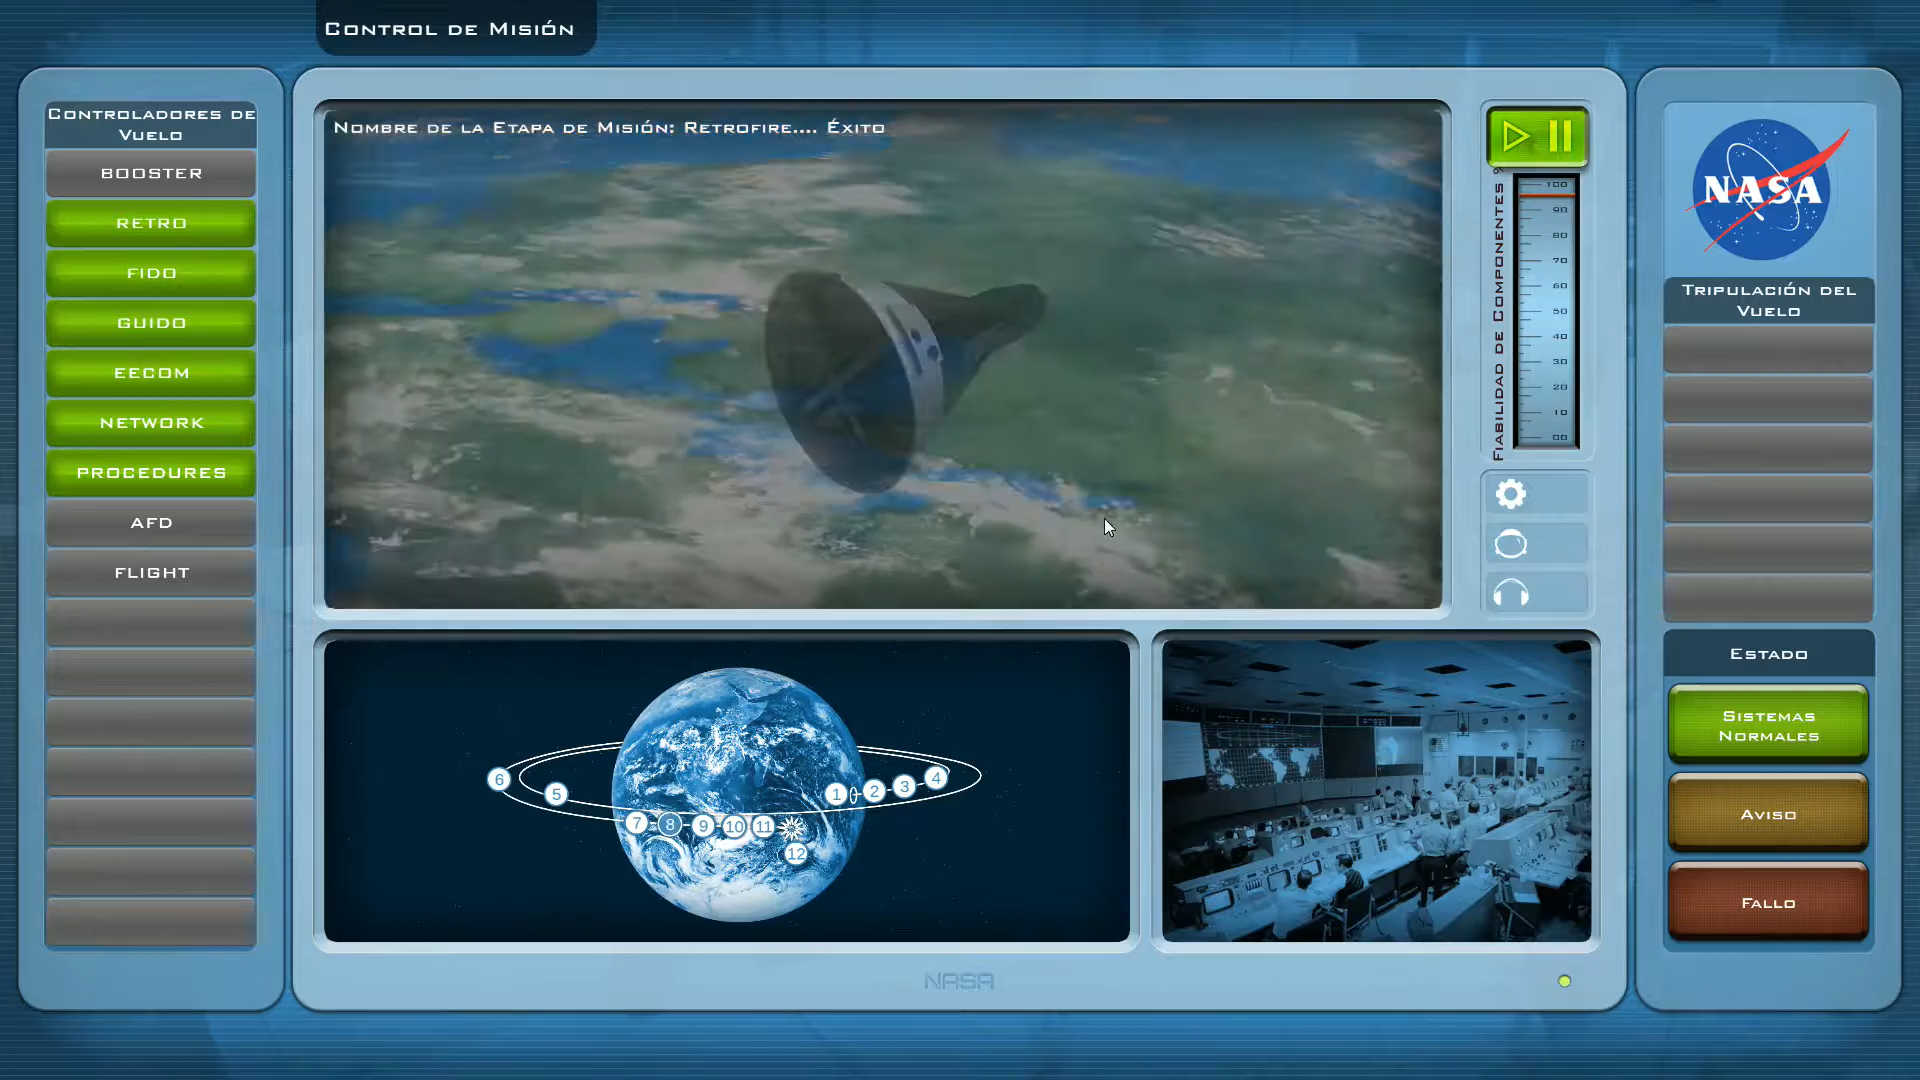 Control de Misión
Controladores de
Vuelo
BOOSTER
RETRO
FIDO
GUIDO
EECOM
NETWORK
PROCEDURES
AFD
FLIGHT
Nombre de la Etapa de Misión: Retrofire.... Éxito
Fiabilidad de Componentes %
100
90
80
70
60
50
40
30
20
10
00
1
2
3
4
5
6
7
8
9
10
11
12
NASA
NASA
Tripulación del
Vuelo
Estado
Sistemas
Normales
Aviso
Fallo